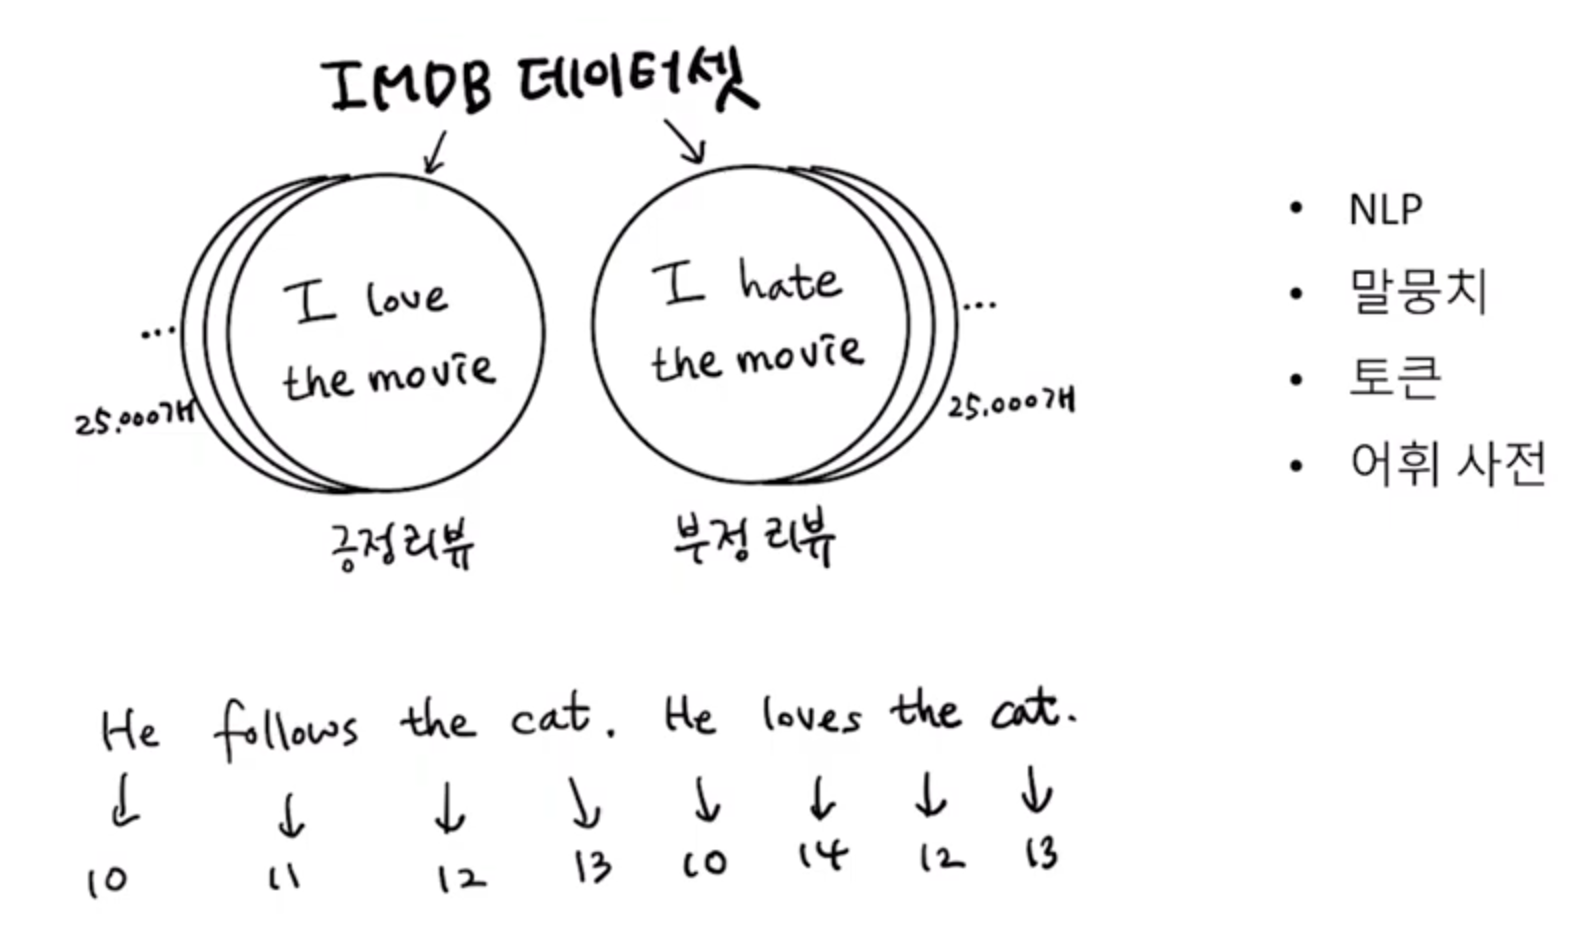 IMDB 데이터셋
I love
the movie
... 25.000개
긍정리뷰
I hate
the movie
... 25.000개
부정 리뷰
• NLP
• 말뭉치
• 토큰
• 어휘 사전
He follows the cat. He loves the cat.
10 11 12 13 10 14 12 13